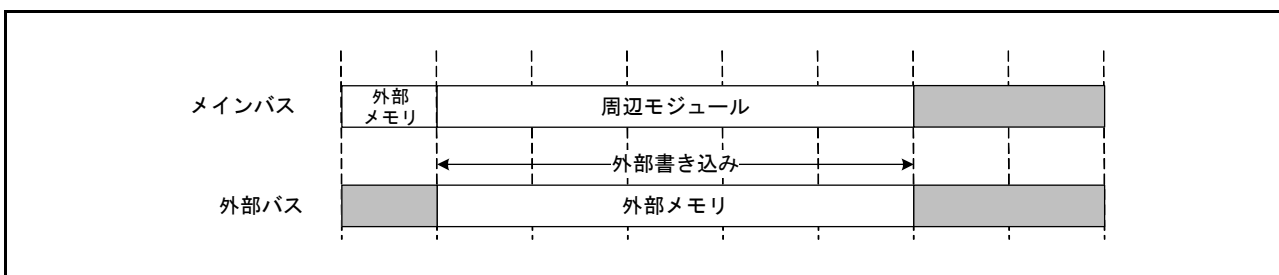 メインバス
外部
メモリ
周辺モジュール
外部書き込み
外部バス
外部メモリ